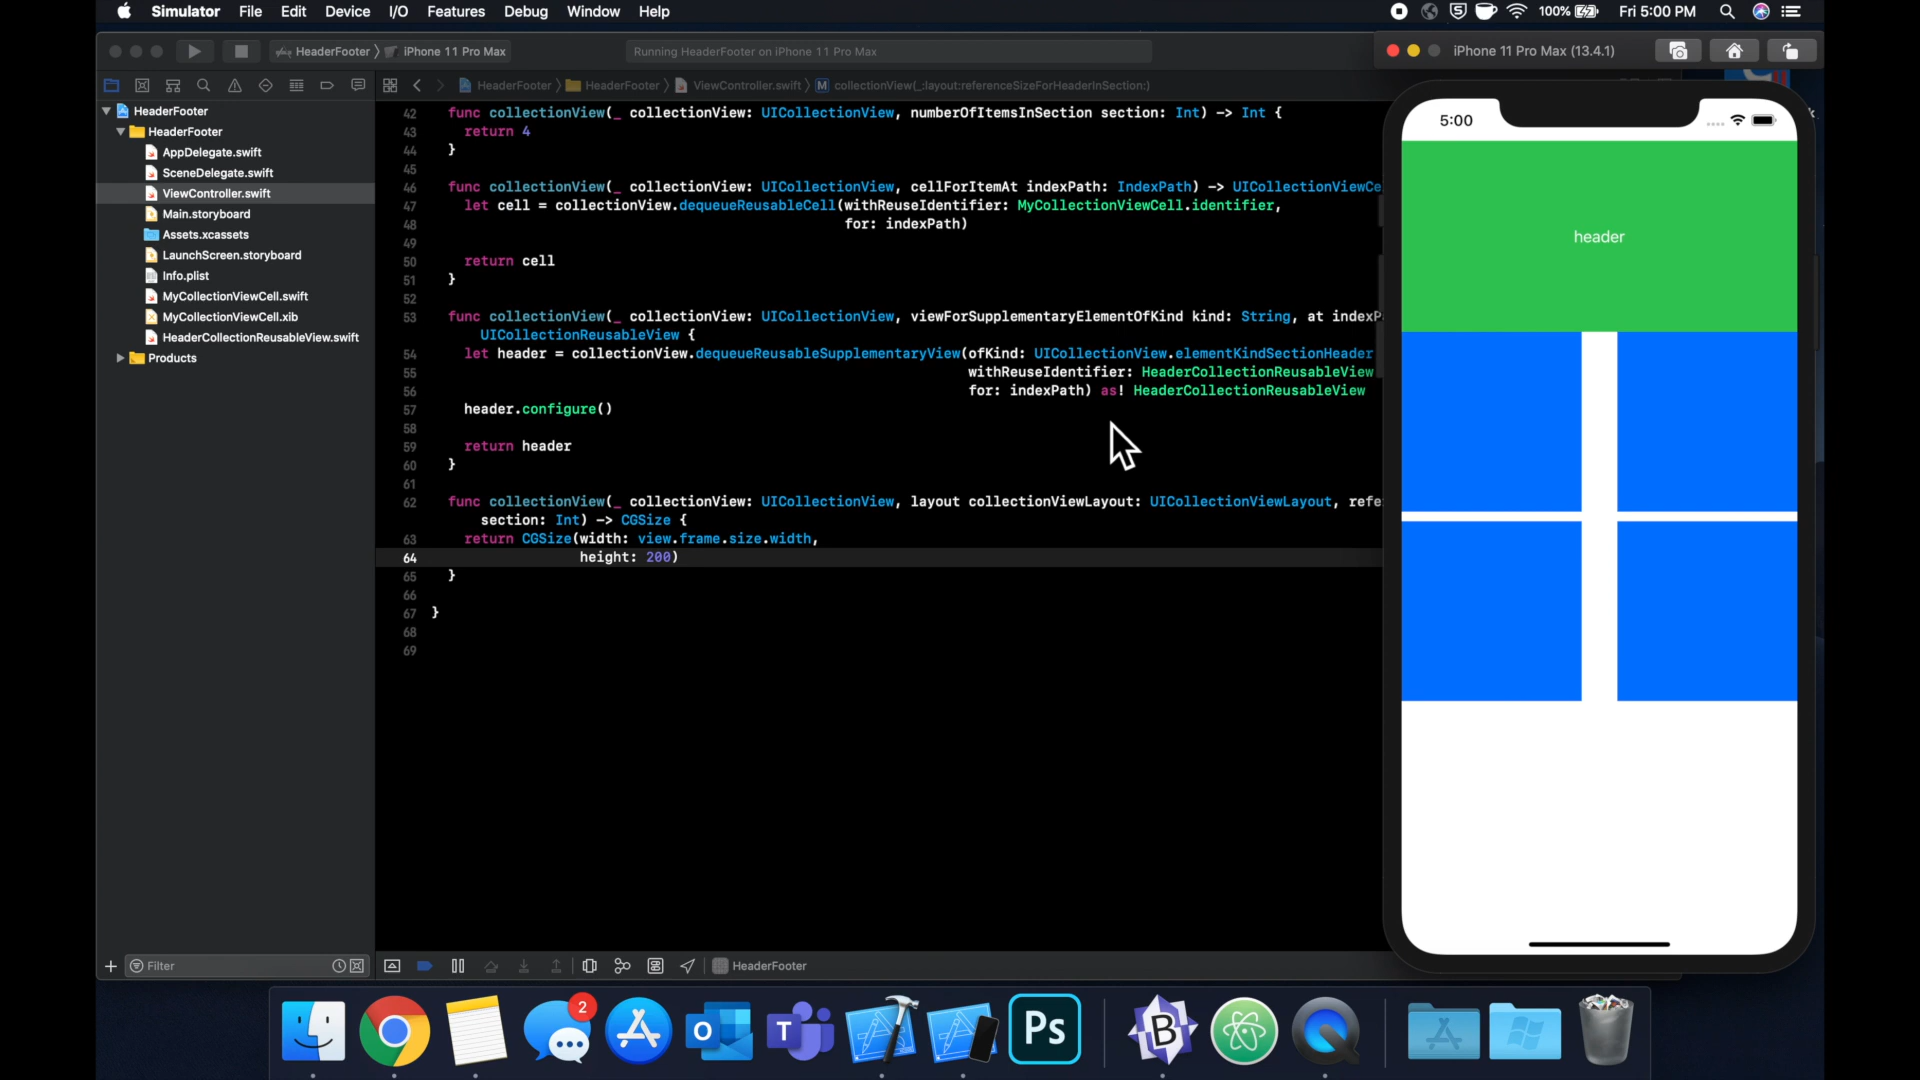 Simulator File Edit Device I/O Features Debug Window Help
100% Fri 5:00 PM
HeaderFooter iPhone 11 Pro Max
Running HeaderFooter on iPhone 11 Pro Max
iPhone 11 Pro Max (13.4.1)
HeaderFooter HeaderFooter ViewController.swift M collectionView(_:layout:referenceSizeForHeaderInSection:)
HeaderFooter
HeaderFooter
AppDelegate.swift
SceneDelegate.swift
ViewController.swift
Main.storyboard
Assets.xcassets
LaunchScreen.storyboard
Info.plist
MyCollectionViewCell.swift
MyCollectionViewCell.xib
HeaderCollectionReusableView.swift
Products
42 func collectionView(_ collectionView: UICollectionView, numberOfItemsInSection section: Int) -> Int {
43 return 4
44 }
45
46 func collectionView(_ collectionView: UICollectionView, cellForItemAt indexPath: IndexPath) -> UICollectionViewCe
47 let cell = collectionView.dequeueReusableCell(withReuseIdentifier: MyCollectionViewCell.identifier,
48 for: indexPath)
49
50 return cell
51 }
52
53 func collectionView(_ collectionView: UICollectionView, viewForSupplementaryElementOfKind kind: String, at indexP
UICollectionReusableView {
54 let header = collectionView.dequeueReusableSupplementaryView(ofKind: UICollectionView.elementKindSectionHeader
55 withReuseIdentifier: HeaderCollectionReusableView
56 for: indexPath) as! HeaderCollectionReusableView
57 header.configure()
58
59 return header
60 }
61
62 func collectionView(_ collectionView: UICollectionView, layout collectionViewLayout: UICollectionViewLayout, refe
section: Int) -> CGSize {
63 return CGSize(width: view.frame.size.width,
64 height: 200)
65 }
66
67 }
68
69
5:00
header
Filter
HeaderFooter
2
O
T
Ps
B